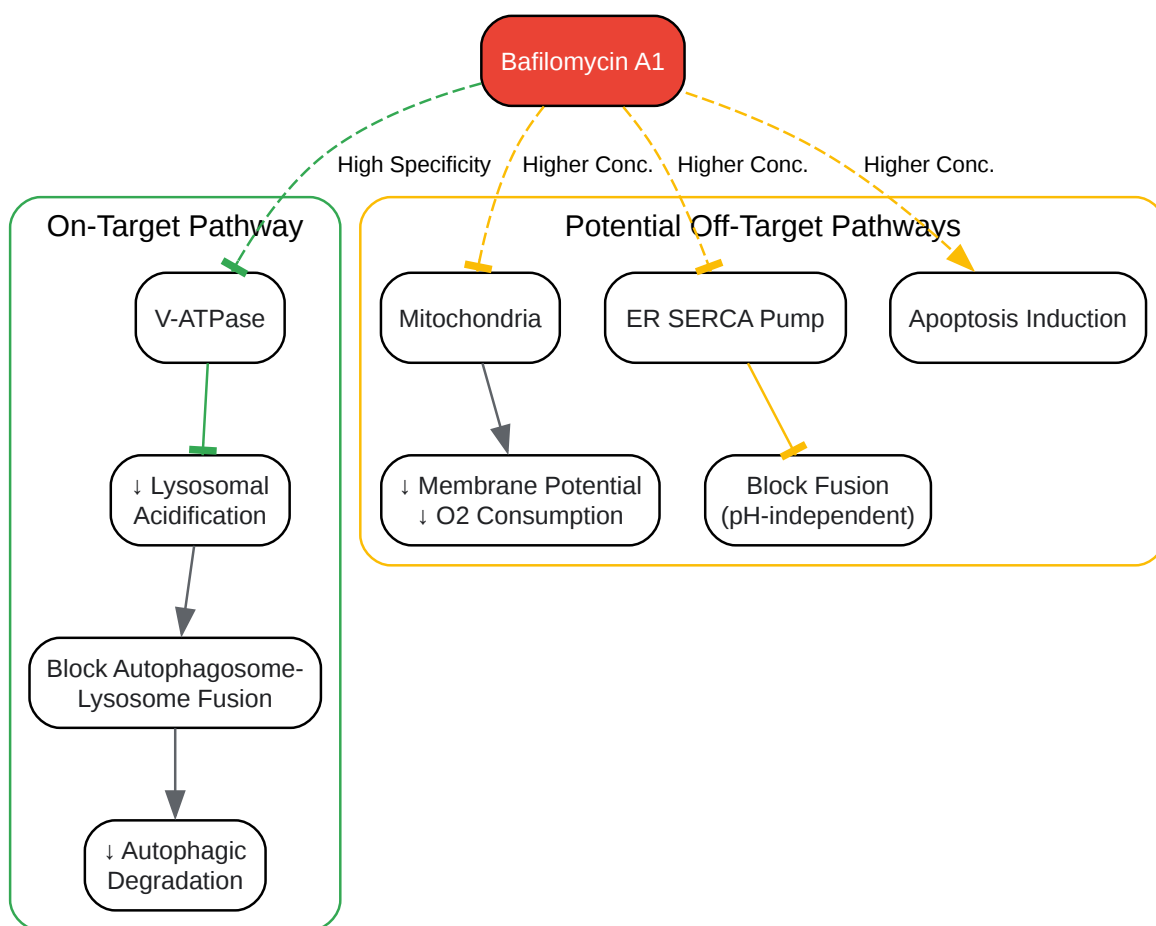 Bafilomycin A1
High Specificity
Higher Conc.
Higher Conc.
Higher Conc.
On-Target Pathway
Potential Off-Target Pathways
V-ATPase
Mitochondria
ER SERCA Pump
Apoptosis Induction
↓ Lysosomal
Acidification
↓ Membrane Potential
↓ O2 Consumption
Block Fusion
(pH-independent)
Block Autophagosome-
Lysosome Fusion
↓ Autophagic
Degradation